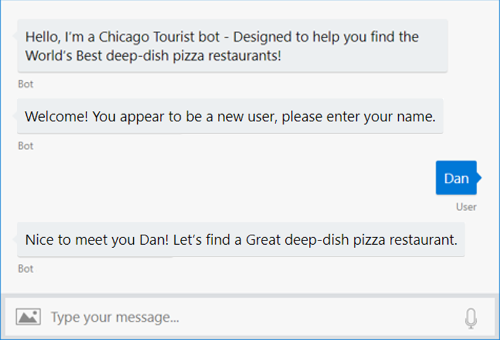 Hello, I'm a Chicago Tourist bot - Designed to help you find the
World's Best deep-dish pizza restaurants!
Bot
Welcome! You appear to be a new user, please enter your name.
Bot
Dan
User
Nice to meet you Dan! Let's find a Great deep-dish pizza restaurant.
Bot
Type your message...